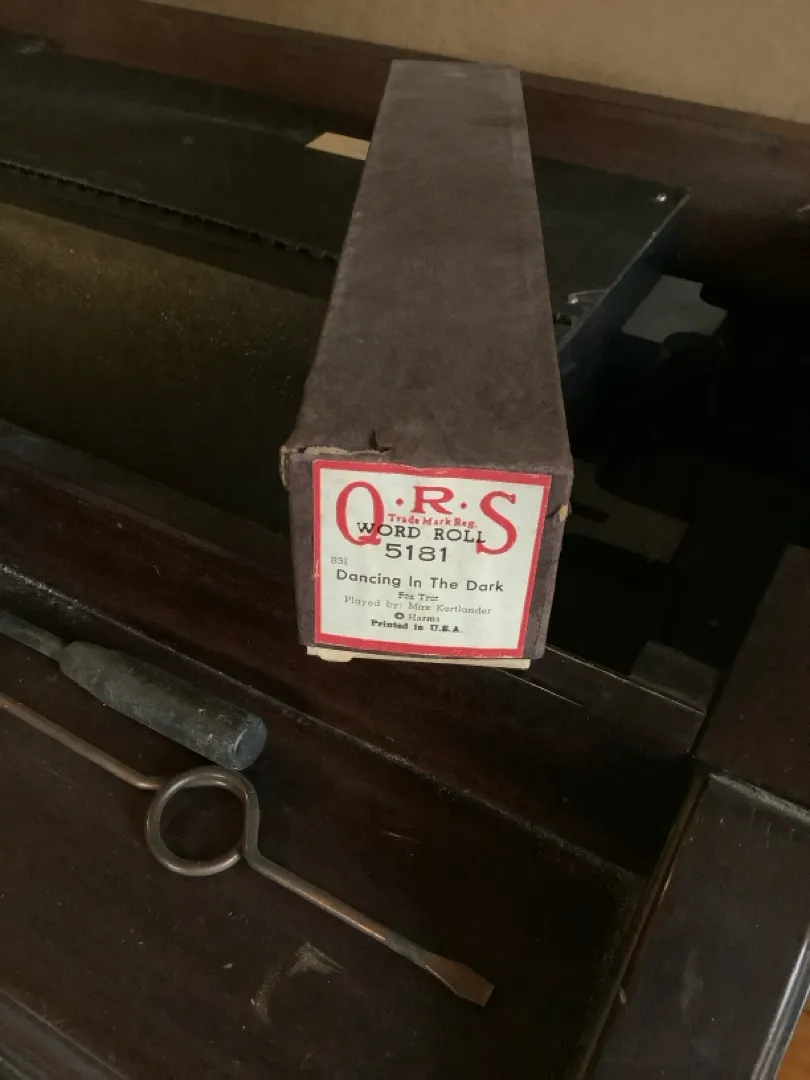 Q·R·S
Trade Mark Reg.
WORD ROLL
5181
831
Dancing In The Dark
Fox Trot
Played by: Max Kortlander
© Harms
Printed in U.S.A.